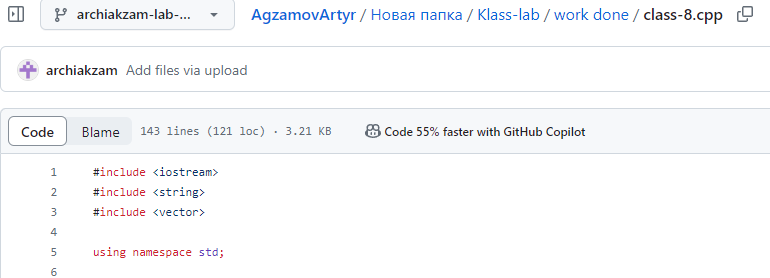 archiakzam-lab-... AgzamovArtyr / Новая папка / Klass-lab / work done / class-8.cpp
archiakzam Add files via upload
Code Blame 143 lines (121 loc) · 3.21 KB Code 55% faster with GitHub Copilot
1 #include <iostream>
2 #include <string>
3 #include <vector>
4
5 using namespace std;
6